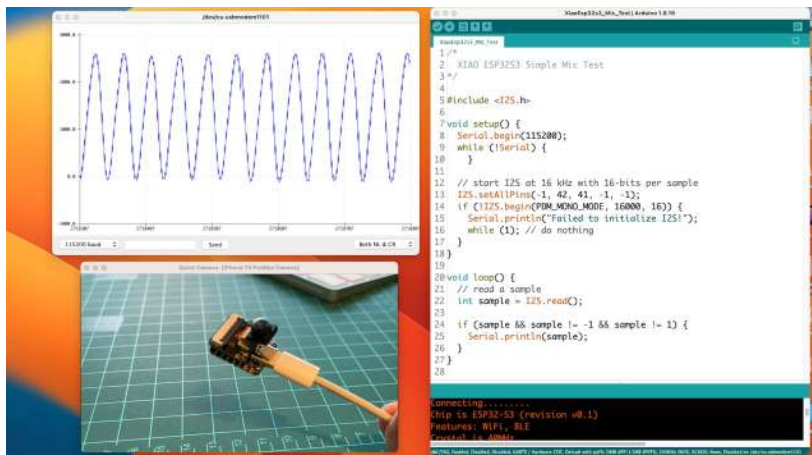 /dev/cu.usbmodem1101
0.0
115200 baud
Send
Both NL & CR
XiaoEsp32s3_Mic_Test | Arduino 1.8.19
XiaoEsp32s3_Mic_Test
1 /*
2 XIAO ESP32S3 Simple Mic Test
3 */
4
5 #include <I2S.h>
6
7 void setup() {
8 Serial.begin(115200);
9 while (!Serial) {
10 }
11
12 // start I2S at 16 kHz with 16-bits per sample
13 I2S.setAllPins(-1, 42, 41, -1, -1);
14 if (!I2S.begin(PDM_MONO_MODE, 16000, 16)) {
15 Serial.println("Failed to initialize I2S!");
16 while (1); // do nothing
17 }
18 }
19
20 void loop() {
21 // read a sample
22 int sample = I2S.read();
23
24 if (sample && sample != -1 && sample != 1) {
25 Serial.println(sample);
26 }
27 }
28
Connecting.........
Chip is ESP32-S3 (revision v0.1)
Features: WiFi, BLE
Crystal is 40MHz